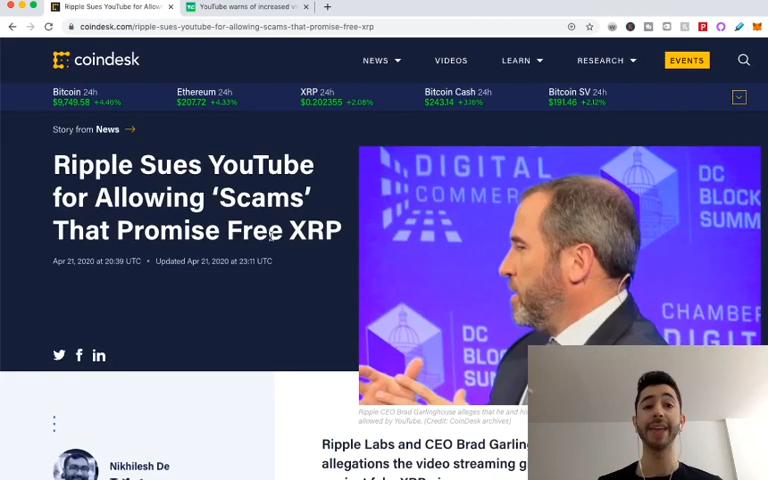 Ripple Sues YouTube for Allow
YouTube warns of increased v
coindesk.com/ripple-sues-youtube-for-allowing-scams-that-promise-free-xrp
coindesk
NEWS
VIDEOS
LEARN
RESEARCH
EVENTS
Bitcoin 24h
$9,749.58 +4.46%
Ethereum 24h
$207.72 +4.33%
XRP 24h
$0.202355 +2.08%
Bitcoin Cash 24h
$243.14 +3.16%
Bitcoin SV 24h
$191.46 +2.12%
Story from News
Ripple Sues YouTube
for Allowing ‘Scams’
That Promise Free XRP
Apr 21, 2020 at 20:39 UTC • Updated Apr 21, 2020 at 23:11 UTC
DIGITAL
COMMERC
DC
BLOCK
SUMM
DC
BLOC
SUM
CHAMBER
DIGIT
Ripple CEO Brad Garlinghouse alleges that he and his
allowed by YouTube. (Credit: CoinDesk archives)
Nikhilesh De
Ripple Labs and CEO Brad Garling
allegations the video streaming g